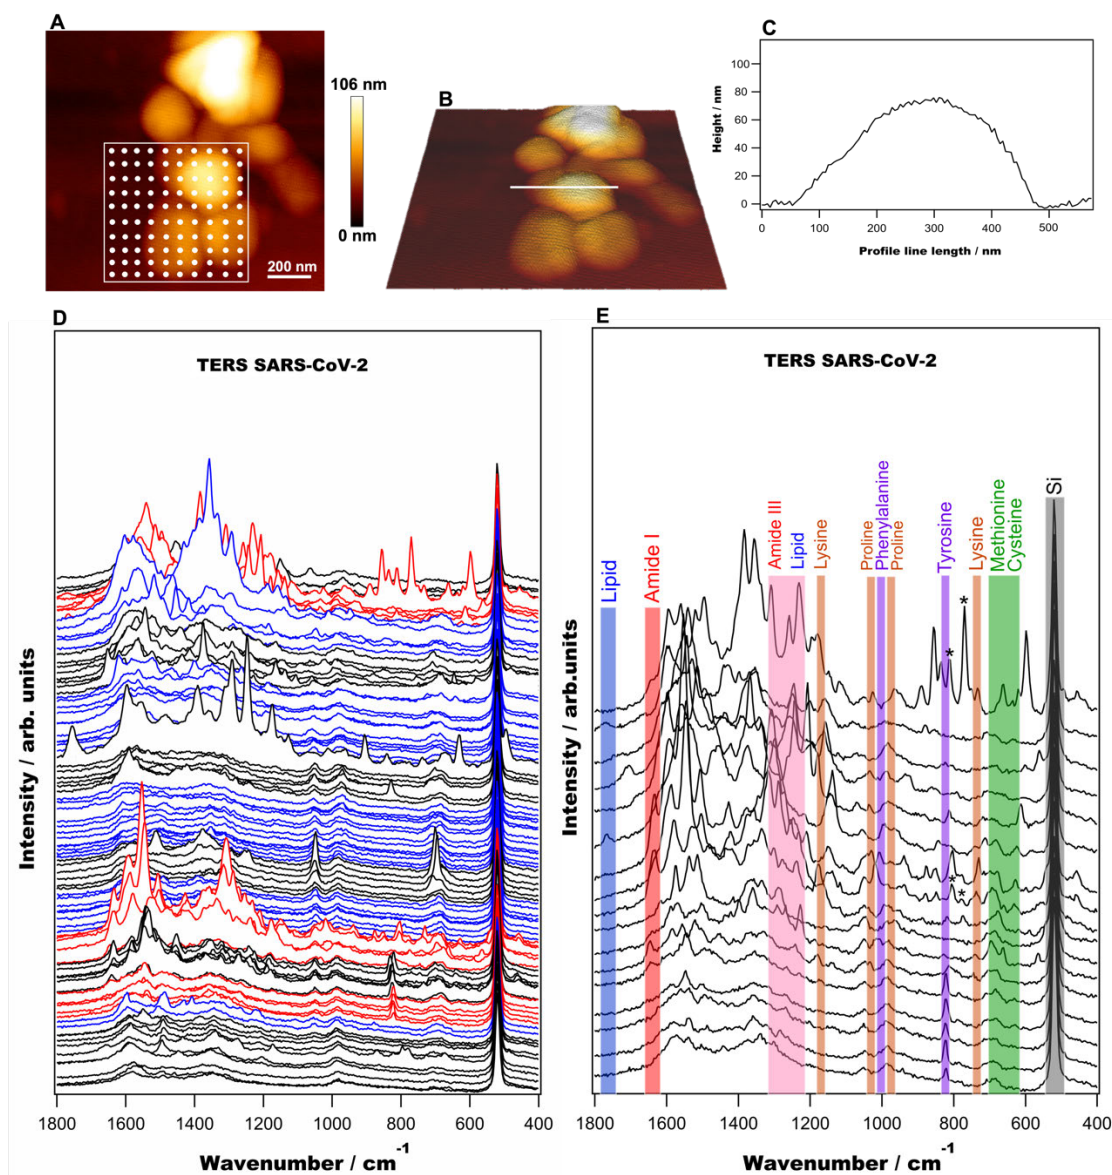 A
106 nm
0 nm
200 nm
B
C
100
80
60
40
20
0
Height / nm
0 100 200 300 400 500
Profile line length / nm
D
TERS SARS-CoV-2
Intensity / arb. units
1800 1600 1400 1200 1000 800 600 400
Wavenumber / cm-1
E
TERS SARS-CoV-2
Lipid
Amide I
Amide III
Lipid
Lysine
Proline
Phenylalanine
Proline
Tyrosine
Lysine
Methionine
Cysteine
Si
*
*
*
*
Intensity / arb.units
1800 1600 1400 1200 1000 800 600 400
Wavenumber / cm-1